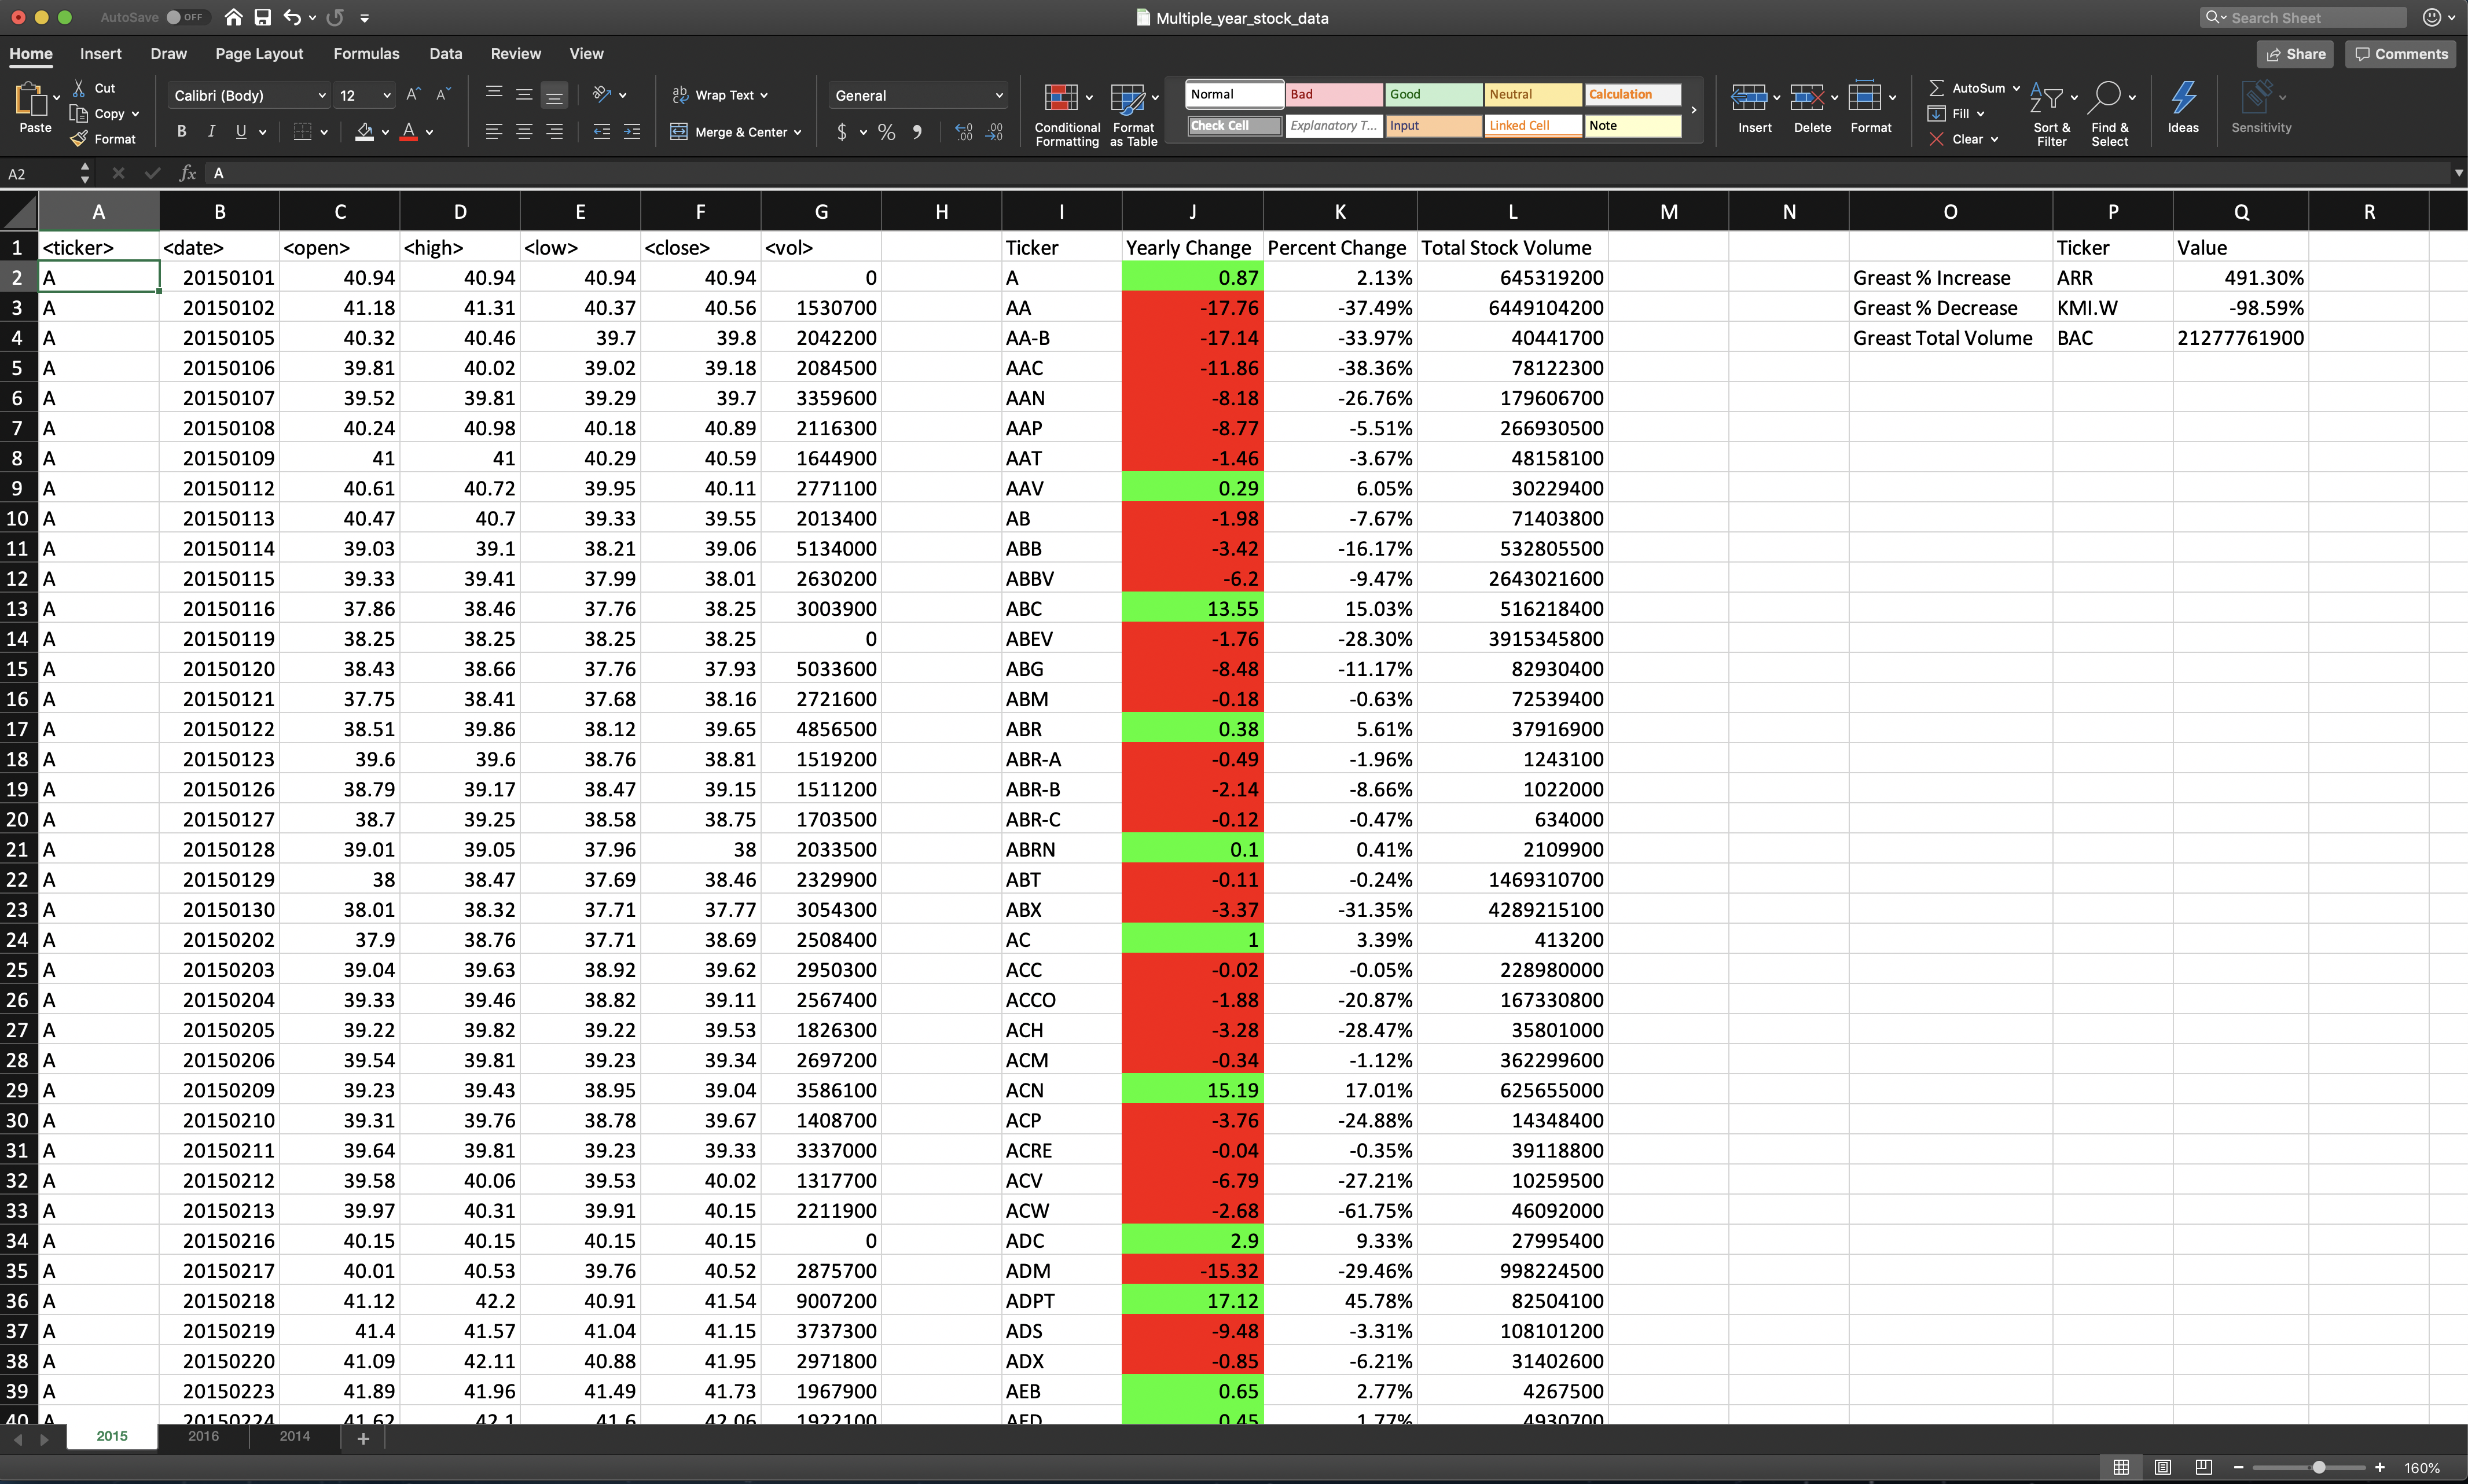 AutoSave OFF Multiple_year_stock_data Search Sheet
Home Insert Draw Page Layout Formulas Data Review View Share Comments
Paste Cut Copy Format Calibri (Body) 12 Wrap Text General Conditional Formatting Format as Table Normal Bad Good Neutral Calculation Insert Delete Format AutoSum Fill Clear Sort & Filter Find & Select Ideas Sensitivity
B I U Merge & Center $ % Check Cell Explanatory T... Input Linked Cell Note
A2 fx A
A B C D E F G H I J K L M N O P Q R
1 <ticker> <date> <open> <high> <low> <close> <vol> Ticker Yearly Change Percent Change Total Stock Volume Ticker Value
2 A 20150101 40.94 40.94 40.94 40.94 0 A 0.87 2.13% 645319200 Greast % Increase ARR 491.30%
3 A 20150102 41.18 41.31 40.37 40.56 1530700 AA -17.76 -37.49% 6449104200 Greast % Decrease KMI.W -98.59%
4 A 20150105 40.32 40.46 39.7 39.8 2042200 AA-B -17.14 -33.97% 40441700 Greast Total Volume BAC 21277761900
5 A 20150106 39.81 40.02 39.02 39.18 2084500 AAC -11.86 -38.36% 78122300
6 A 20150107 39.52 39.81 39.29 39.7 3359600 AAN -8.18 -26.76% 179606700
7 A 20150108 40.24 40.98 40.18 40.89 2116300 AAP -8.77 -5.51% 266930500
8 A 20150109 41 41 40.29 40.59 1644900 AAT -1.46 -3.67% 48158100
9 A 20150112 40.61 40.72 39.95 40.11 2771100 AAV 0.29 6.05% 30229400
10 A 20150113 40.47 40.7 39.33 39.55 2013400 AB -1.98 -7.67% 71403800
11 A 20150114 39.03 39.1 38.21 39.06 5134000 ABB -3.42 -16.17% 532805500
12 A 20150115 39.33 39.41 37.99 38.01 2630200 ABBV -6.2 -9.47% 2643021600
13 A 20150116 37.86 38.46 37.76 38.25 3003900 ABC 13.55 15.03% 516218400
14 A 20150119 38.25 38.25 38.25 38.25 0 ABEV -1.76 -28.30% 3915345800
15 A 20150120 38.43 38.66 37.76 37.93 5033600 ABG -8.48 -11.17% 82930400
16 A 20150121 37.75 38.41 37.68 38.16 2721600 ABM -0.18 -0.63% 72539400
17 A 20150122 38.51 39.86 38.12 39.65 4856500 ABR 0.38 5.61% 37916900
18 A 20150123 39.6 39.6 38.76 38.81 1519200 ABR-A -0.49 -1.96% 1243100
19 A 20150126 38.79 39.17 38.47 39.15 1511200 ABR-B -2.14 -8.66% 1022000
20 A 20150127 38.7 39.25 38.58 38.75 1703500 ABR-C -0.12 -0.47% 634000
21 A 20150128 39.01 39.05 37.96 38 2033500 ABRN 0.1 0.41% 2109900
22 A 20150129 38 38.47 37.69 38.46 2329900 ABT -0.11 -0.24% 1469310700
23 A 20150130 38.01 38.32 37.71 37.77 3054300 ABX -3.37 -31.35% 4289215100
24 A 20150202 37.9 38.76 37.71 38.69 2508400 AC 1 3.39% 413200
25 A 20150203 39.04 39.63 38.92 39.62 2950300 ACC -0.02 -0.05% 228980000
26 A 20150204 39.33 39.46 38.82 39.11 2567400 ACCO -1.88 -20.87% 167330800
27 A 20150205 39.22 39.82 39.22 39.53 1826300 ACH -3.28 -28.47% 35801000
28 A 20150206 39.54 39.81 39.23 39.34 2697200 ACM -0.34 -1.12% 362299600
29 A 20150209 39.23 39.43 38.95 39.04 3586100 ACN 15.19 17.01% 625655000
30 A 20150210 39.31 39.76 38.78 39.67 1408700 ACP -3.76 -24.88% 14348400
31 A 20150211 39.64 39.81 39.23 39.33 3337000 ACRE -0.04 -0.35% 39118800
32 A 20150212 39.58 40.06 39.53 40.02 1317700 ACV -6.79 -27.21% 10259500
33 A 20150213 39.97 40.31 39.91 40.15 2211900 ACW -2.68 -61.75% 46092000
34 A 20150216 40.15 40.15 40.15 40.15 0 ADC 2.9 9.33% 27995400
35 A 20150217 40.01 40.53 39.76 40.52 2875700 ADM -15.32 -29.46% 998224500
36 A 20150218 41.12 42.2 40.91 41.54 9007200 ADPT 17.12 45.78% 82504100
37 A 20150219 41.4 41.57 41.04 41.15 3737300 ADS -9.48 -3.31% 108101200
38 A 20150220 41.09 42.11 40.88 41.95 2971800 ADX -0.85 -6.21% 31402600
39 A 20150223 41.89 41.96 41.49 41.73 1967900 AEB 0.65 2.77% 4267500
40 A 20150224 41.62 42.1 41.6 42.06 1922100 AED 0.45 1.77% 4930700
2015 2016 2014
160%